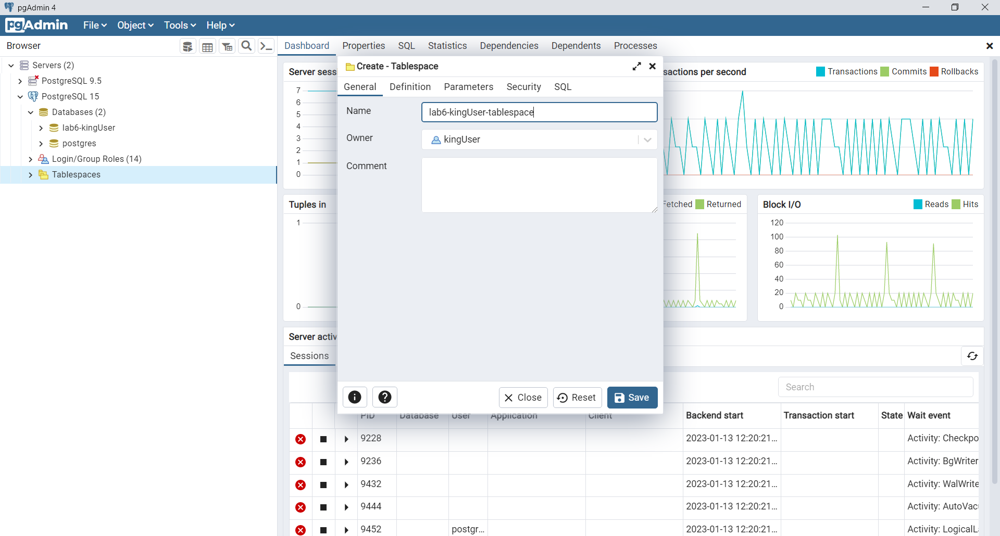 pgAdmin 4
pgAdmin File Object Tools Help
Browser
Dashboard Properties SQL Statistics Dependencies Dependents Processes
Servers (2)
PostgreSQL 9.5
PostgreSQL 15
Databases (2)
lab6-kingUser
postgres
Login/Group Roles (14)
Tablespaces
Server sess
7
6
5
4
3
2
1
0
sactions per second
Transactions Commits Rollbacks
Create - Tablespace
General Definition Parameters Security SQL
Name
lab6-kingUser-tablespace
Owner
kingUser
Comment
Close Reset Save
Tuples in
1
0
Fetched Returned
Block I/O
Reads Hits
120
100
80
60
40
20
0
Server activ
Sessions
Search
PID Database User Application Client Backend start Transaction start State Wait event
9228 2023-01-13 12:20:21... Activity: Checkpo
9236 2023-01-13 12:20:21... Activity: BgWriter
9432 2023-01-13 12:20:21... Activity: WalWrite
9444 2023-01-13 12:20:21... Activity: AutoVac
9452 postgr... 2023-01-13 12:20:21... Activity: LogicalL